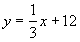 y = 1/3 x + 12